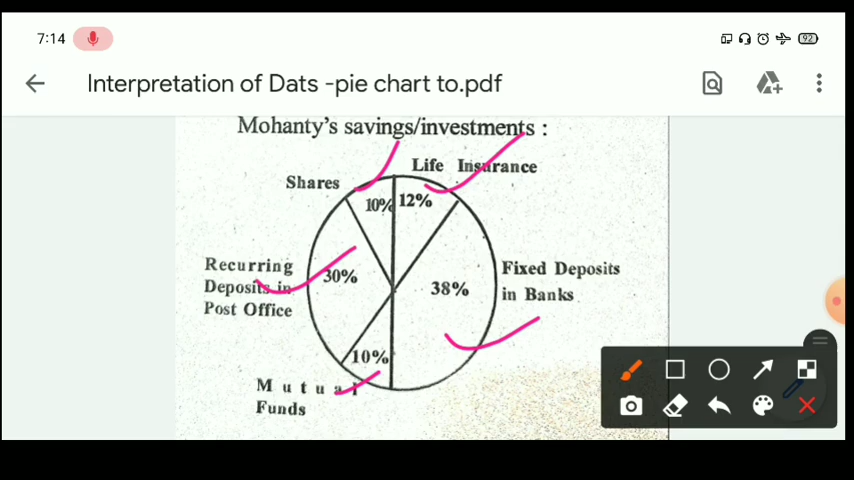 7:14
92
Interpretation of Dats -pie chart to.pdf
Mohanty's savings/investments :
Life Insurance
Shares
10%
12%
Recurring
Deposits in
Post Office
30%
38%
Fixed Deposits
in Banks
10%
Mutual
Funds